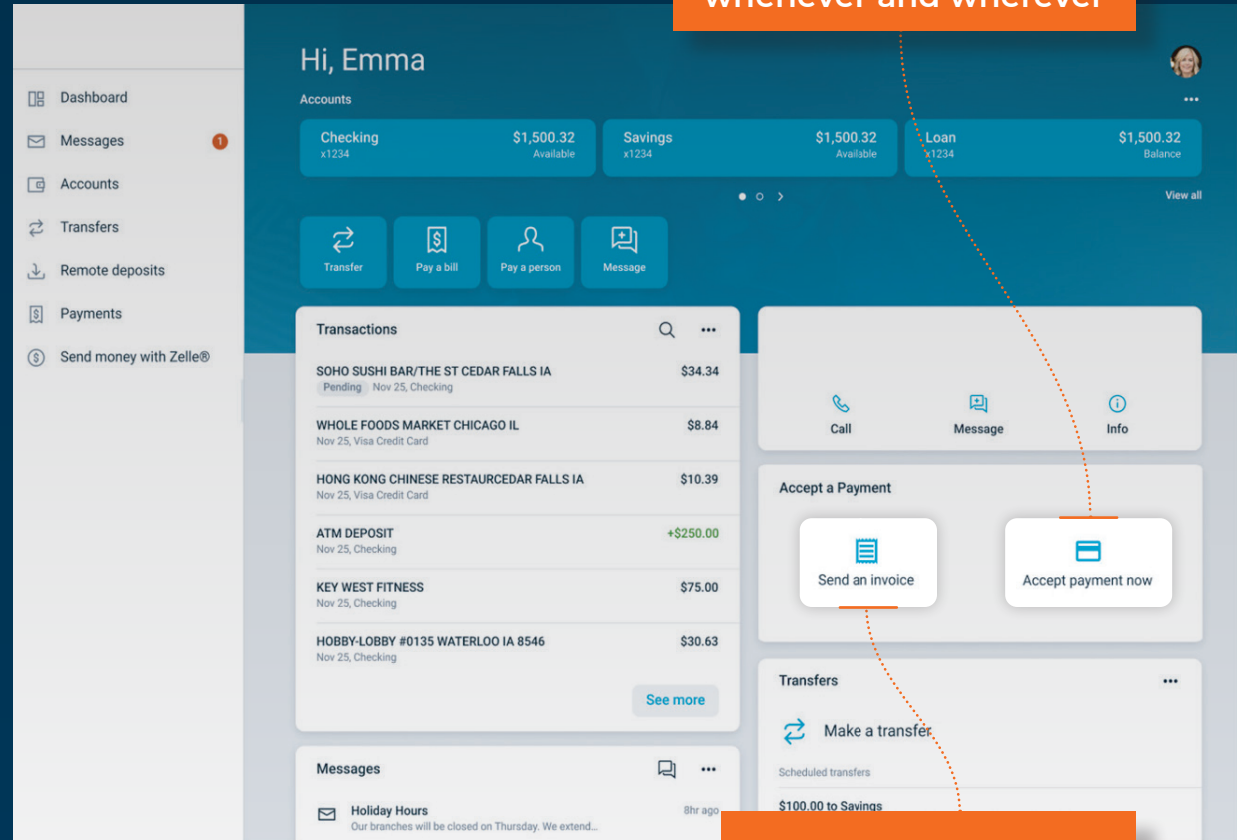 whenever and wherever
Hi, Emma
Accounts
Checking
x1234
$1,500.32
Available
Savings
x1234
$1,500.32
Available
Loan
x1234
$1,500.32
Balance
View all
Dashboard
Messages
1
Accounts
Transfers
Remote deposits
Payments
Send money with Zelle®
Transfer
Pay a bill
Pay a person
Message
Transactions
SOHO SUSHI BAR/THE ST CEDAR FALLS IA $34.34
Pending Nov 25, Checking
WHOLE FOODS MARKET CHICAGO IL $8.84
Nov 25, Visa Credit Card
HONG KONG CHINESE RESTAURCEDAR FALLS IA $10.39
Nov 25, Visa Credit Card
ATM DEPOSIT +$250.00
Nov 25, Checking
KEY WEST FITNESS $75.00
Nov 25, Checking
HOBBY-LOBBY #0135 WATERLOO IA 8546 $30.63
Nov 25, Checking
See more
Messages
Holiday Hours 8hr ago
Our branches will be closed on Thursday. We extend...
Call
Message
Info
Accept a Payment
Send an invoice
Accept payment now
Transfers
Make a transfer
Scheduled transfers
$100.00 to Savings